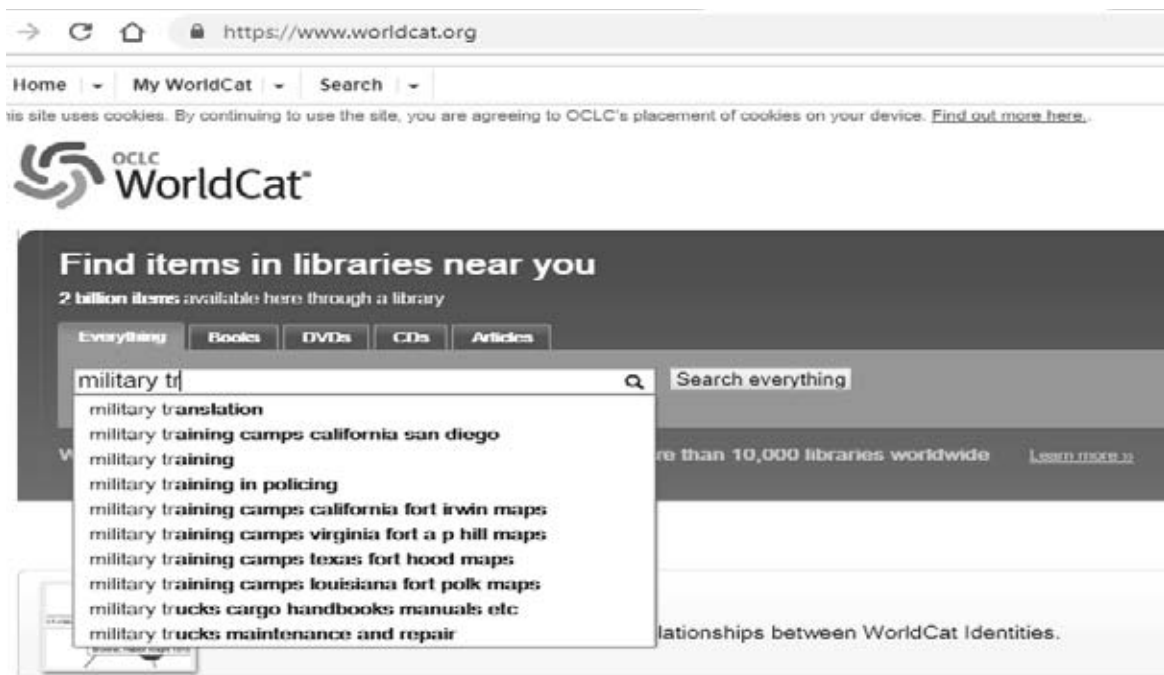 https://www.worldcat.org
Home My WorldCat Search
is site uses cookies. By continuing to use the site, you are agreeing to OCLC's placement of cookies on your device. Find out more here..
OCLC
WorldCat
Find items in libraries near you
2 billion items available here through a library
Everything Books DVDs CDs Articles
military tr Search everything
military translation
military training camps california san diego
W re than 10,000 libraries worldwide Learn more »
military training
military training in policing
military training camps california fort irwin maps
military training camps virginia fort a p hill maps
military training camps texas fort hood maps
military training camps louisiana fort polk maps
military trucks cargo handbooks manuals etc
military trucks maintenance and repair
lationships between WorldCat Identities.